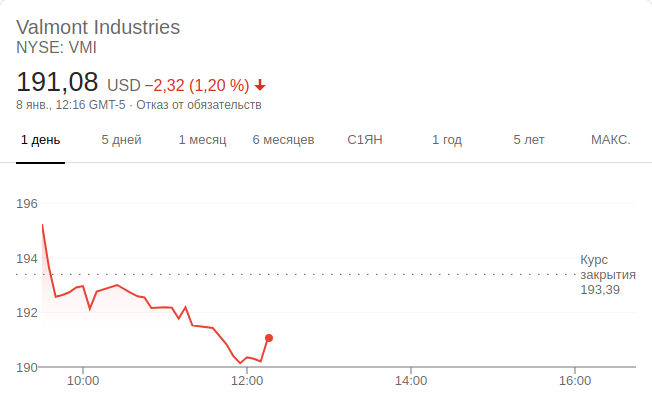 Valmont Industries
NYSE: VMI
191,08 USD −2,32 (1,20 %)
8 янв., 12:16 GMT-5 · Отказ от обязательств
1 день 5 дней 1 месяц 6 месяцев С1ЯН 1 год 5 лет МАКС.
196
194
192
190
Курс
закрытия
193,39
10:00 12:00 14:00 16:00